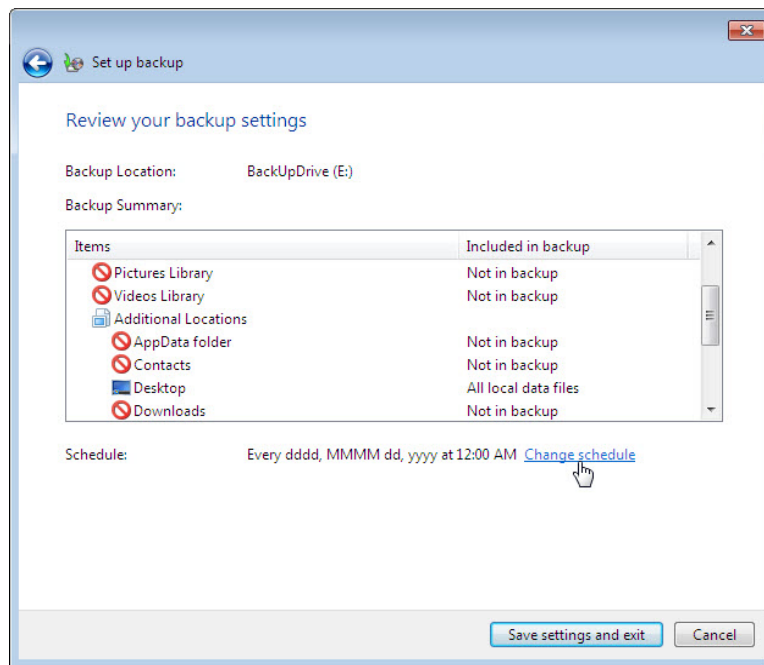 Set up backup
Review your backup settings
Backup Location: BackUpDrive (E:)
Backup Summary:
Items Included in backup
Pictures Library Not in backup
Videos Library Not in backup
Additional Locations
AppData folder Not in backup
Contacts Not in backup
Desktop All local data files
Downloads Not in backup
Schedule: Every dddd, MMMM dd, yyyy at 12:00 AM Change schedule
Save settings and exit Cancel